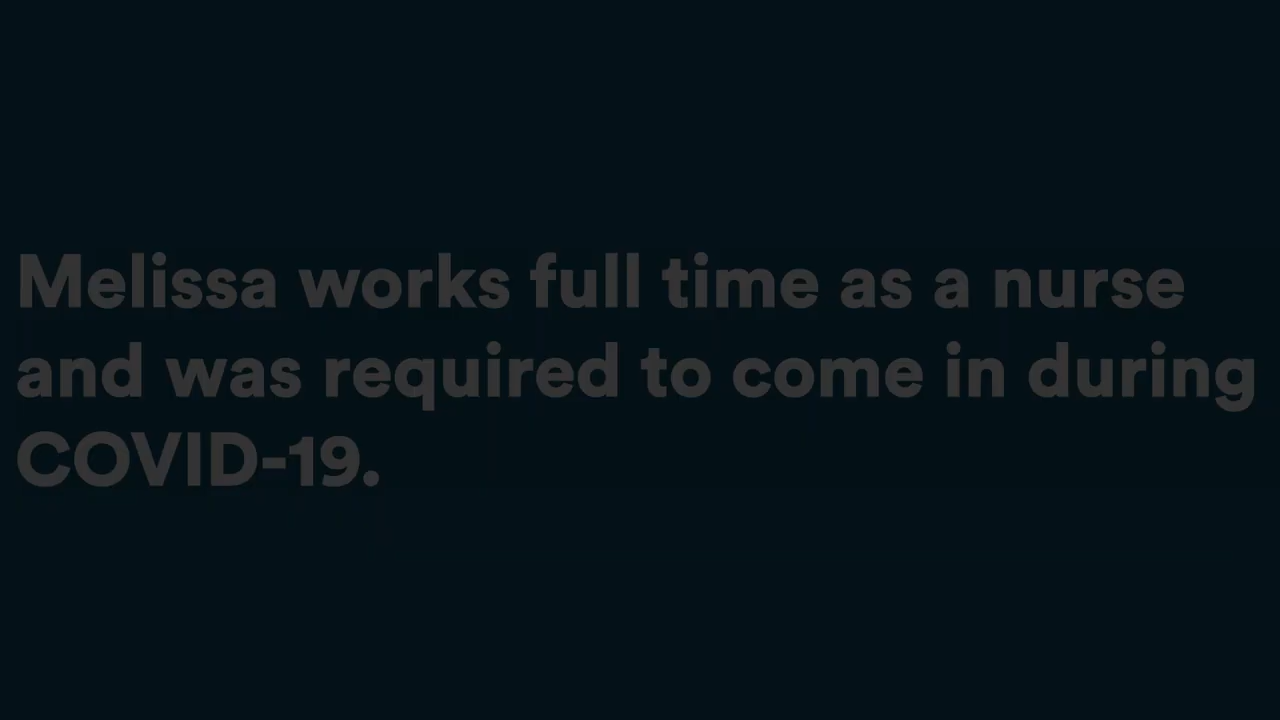 Melissa works full time as a nurse
and was required to come in during
COVID-19.